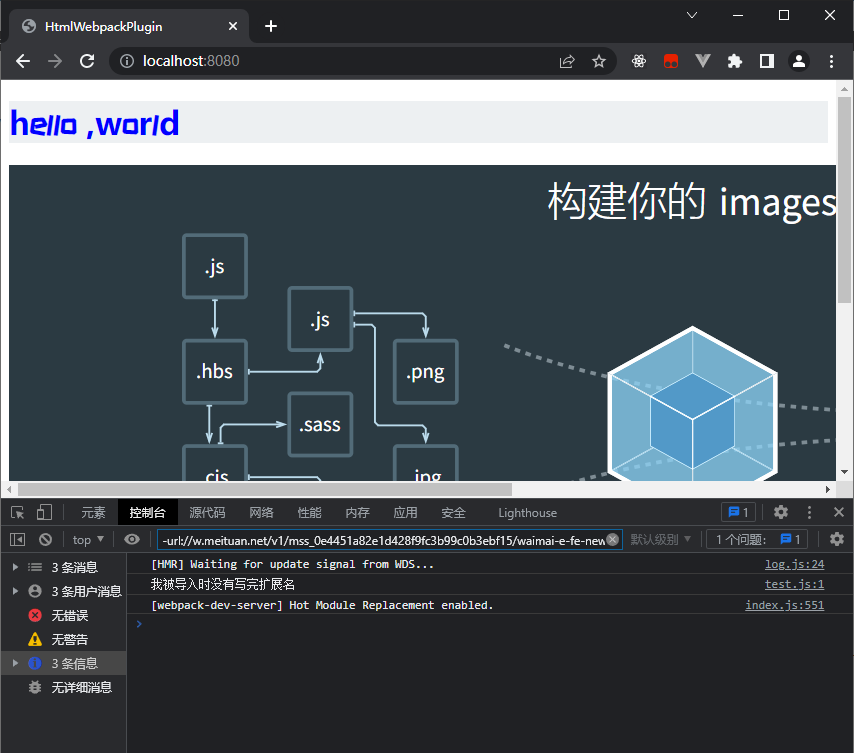 HtmlWebpackPlugin
localhost:8080
hello ,world
构建你的 images
.js
.js
.hbs
.png
.sass
.cjs
.jpg
元素 控制台 源代码 网络 性能 内存 应用 安全 Lighthouse 1
top -url://w.meituan.net/v1/mss_0e4451a82e1d428f9fc3b99c0b3ebf15/waimai-e-fe-new 默认级别 1 个问题: 1
3 条消息
3 条用户消息
无错误
无警告
3 条信息
无详细消息
[HMR] Waiting for update signal from WDS... log.js:24
我被导入时没有写完扩展名 test.js:1
[webpack-dev-server] Hot Module Replacement enabled. index.js:551